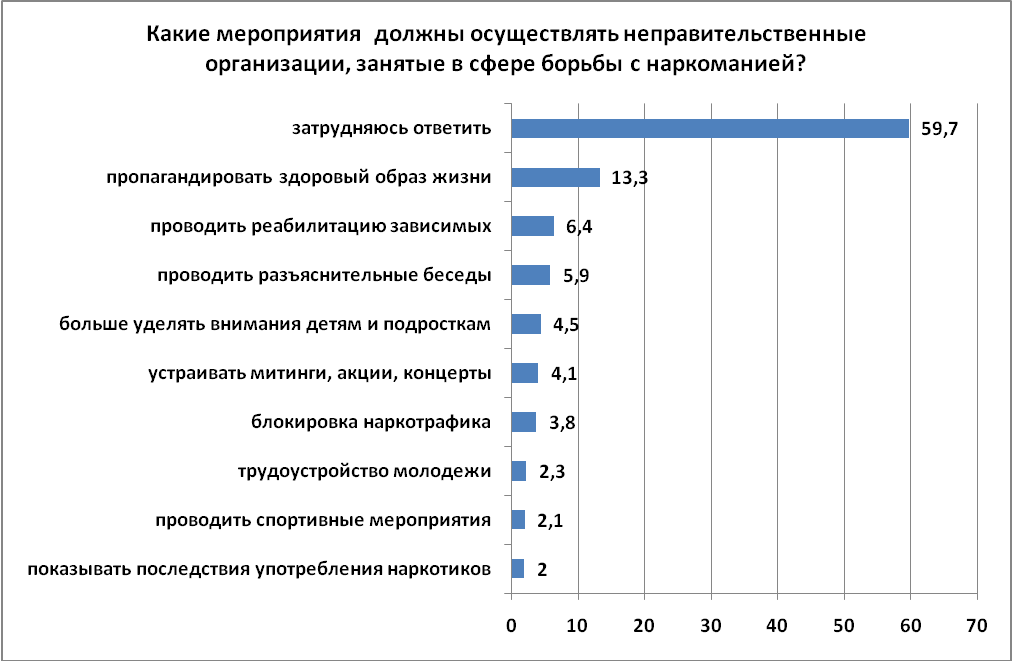 Какие мероприятия должны осуществлять неправительственные
организации, занятые в сфере борьбы с наркоманией?
затрудняюсь ответить 59,7
пропагандировать здоровый образ жизни 13,3
проводить реабилитацию зависимых 6,4
проводить разъяснительные беседы 5,9
больше уделять внимания детям и подросткам 4,5
устраивать митинги, акции, концерты 4,1
блокировка наркотрафика 3,8
трудоустройство молодежи 2,3
проводить спортивные мероприятия 2,1
показывать последствия употребления наркотиков 2
0 10 20 30 40 50 60 70